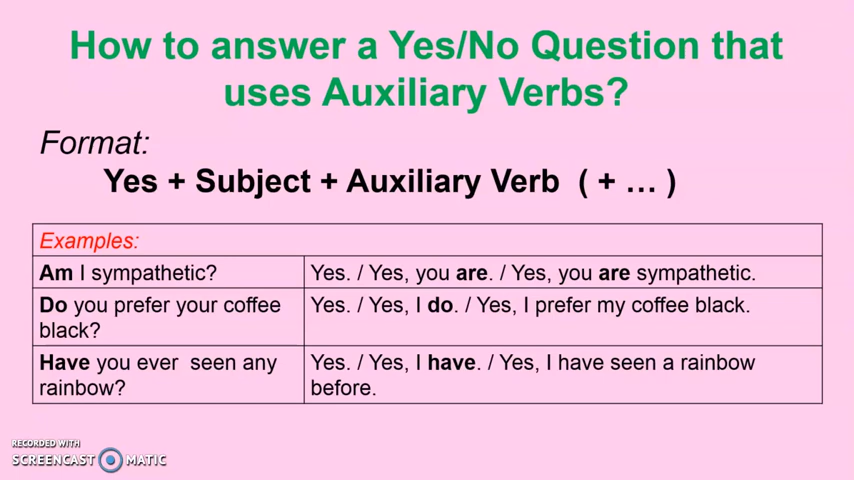 How to answer a Yes/No Question that
uses Auxiliary Verbs?
Format:
Yes + Subject + Auxiliary Verb ( + ... )
Examples:
Am I sympathetic?
Yes. / Yes, you are. / Yes, you are sympathetic.
Do you prefer your coffee
black?
Yes. / Yes, I do. / Yes, I prefer my coffee black.
Have you ever seen any
rainbow?
Yes. / Yes, I have. / Yes, I have seen a rainbow
before.
RECORDED WITH
SCREENCAST MATIC